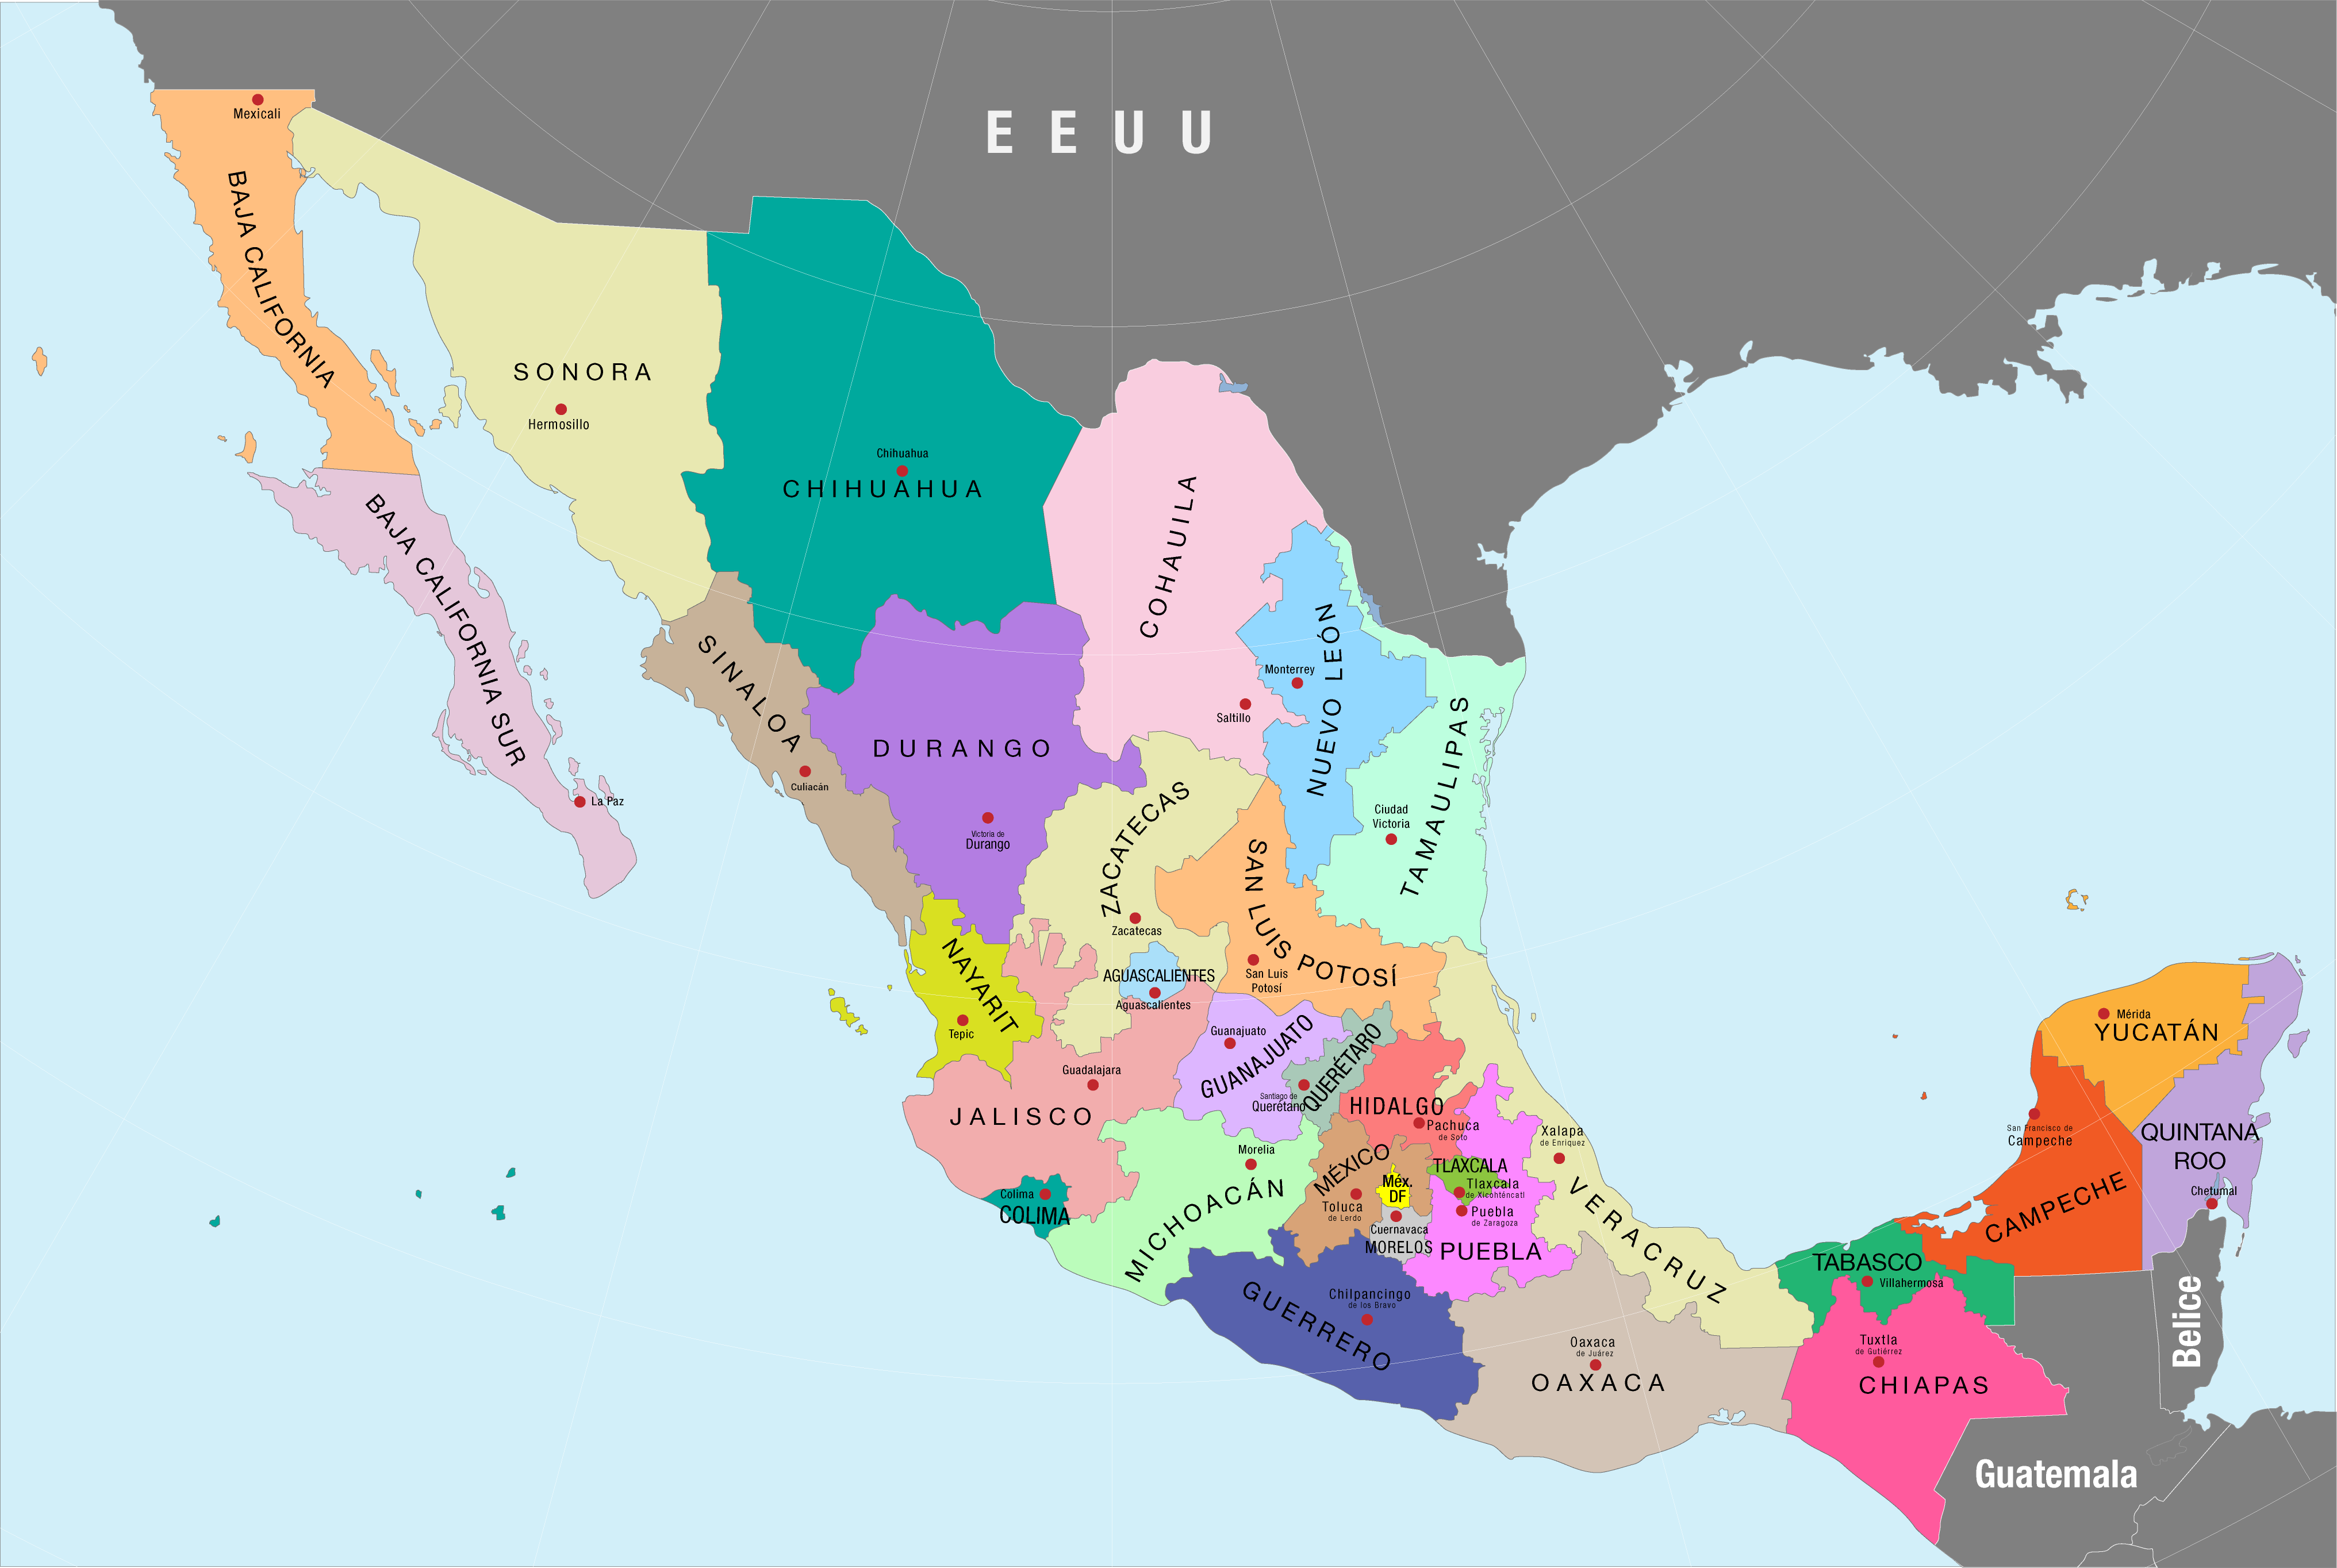 E E U U
Mexicali
BAJA CALIFORNIA
SONORA
Hermosillo
Chihuahua
CHIHUAHUA
COHAUILA
BAJA CALIFORNIA SUR
La Paz
SINALOA
Culiacán
DURANGO
Victoria de
Durango
Saltillo
Monterrey
NUEVO LEÓN
TAMAULIPAS
Ciudad
Victoria
ZACATECAS
Zacatecas
SAN LUIS POTOSÍ
San Luis
Potosí
NAYARIT
Tepic
AGUASCALIENTES
Aguascalientes
Guanajuato
GUANAJUATO
QUERÉTARO
Santiago de
Querétano
Guadalajara
JALISCO
HIDALGO
Pachuca
de Soto
Colima
COLIMA
Morelia
MICHOACÁN
MÉXICO
Toluca
de Lerdo
Méx.
DF
TLAXCALA
Tlaxcala
de Xicohténcatl
Puebla
de Zaragoza
PUEBLA
Cuernavaca
MORELOS
Xalapa
de Enriquez
VERACRUZ
GUERRERO
Chilpancingo
de los Bravo
Oaxaca
de Juárez
OAXACA
TABASCO
Villahermosa
Tuxtla
de Gutiérrez
CHIAPAS
San Francisco de
Campeche
CAMPECHE
Mérida
YUCATÁN
QUINTANA
ROO
Chetumal
Belice
Guatemala